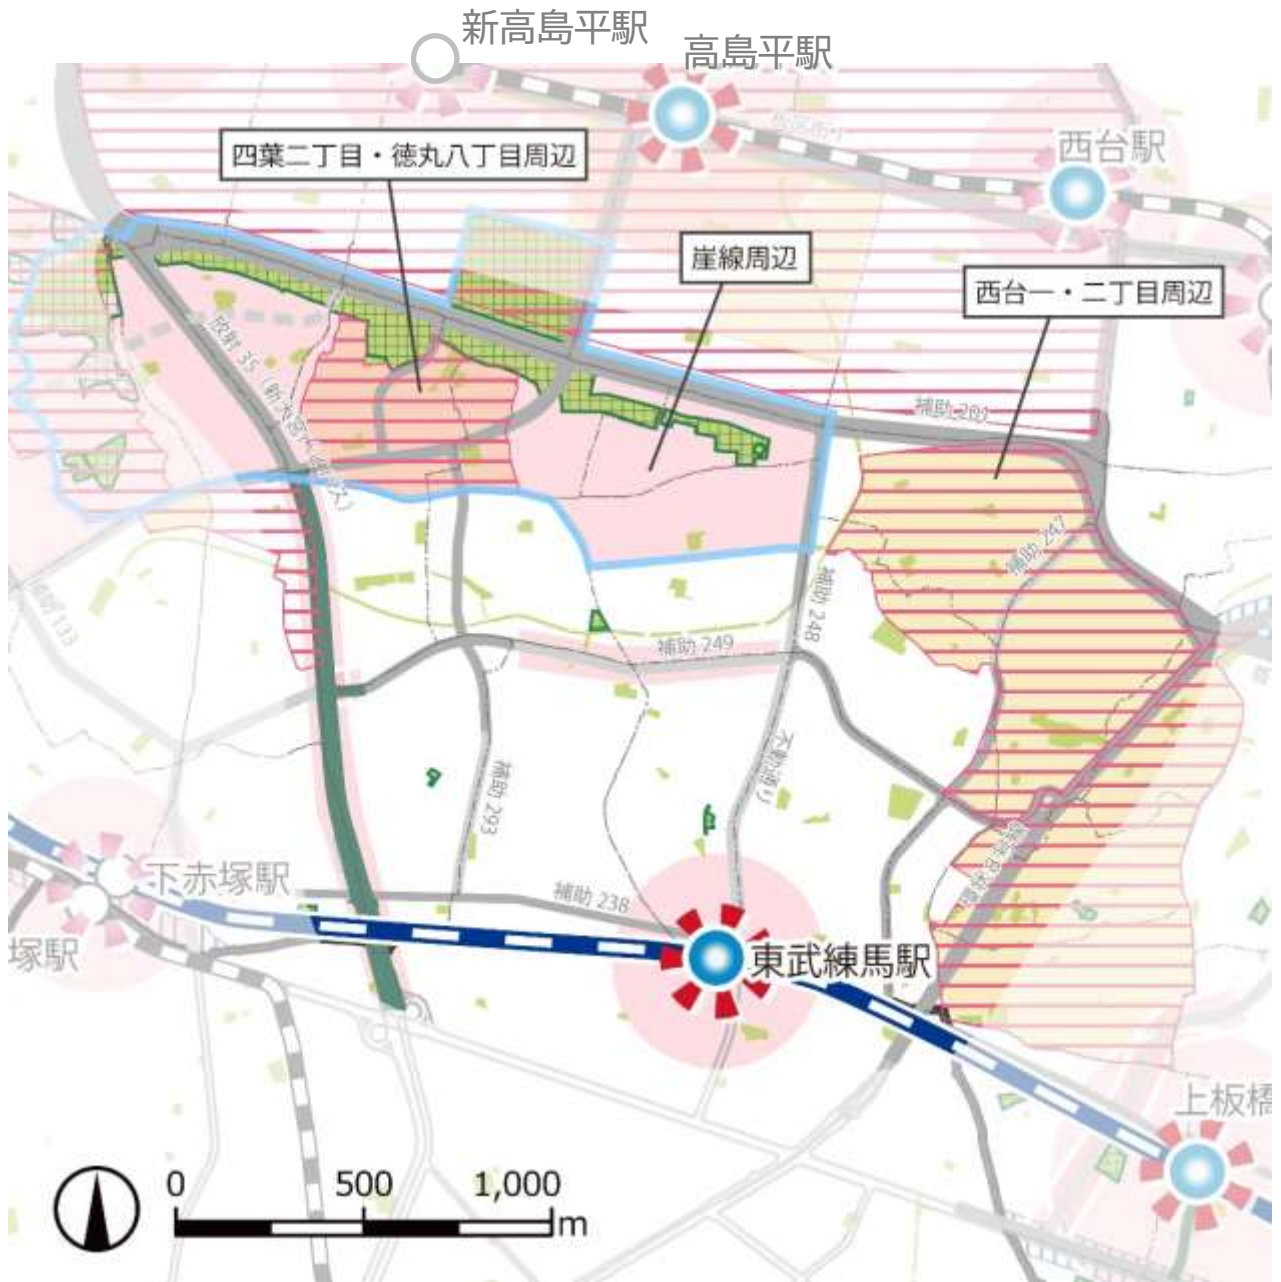 新高島平駅
高島平駅
四葉二丁目・徳丸八丁目周辺
西台駅
崖線周辺
西台一・二丁目周辺
補助 201
補助 247
補助 133
補助 248
補助 249
不動通り
補助 293
下赤塚駅
補助 238
塚駅
東武練馬駅
上板橋
0 500 1,000
m